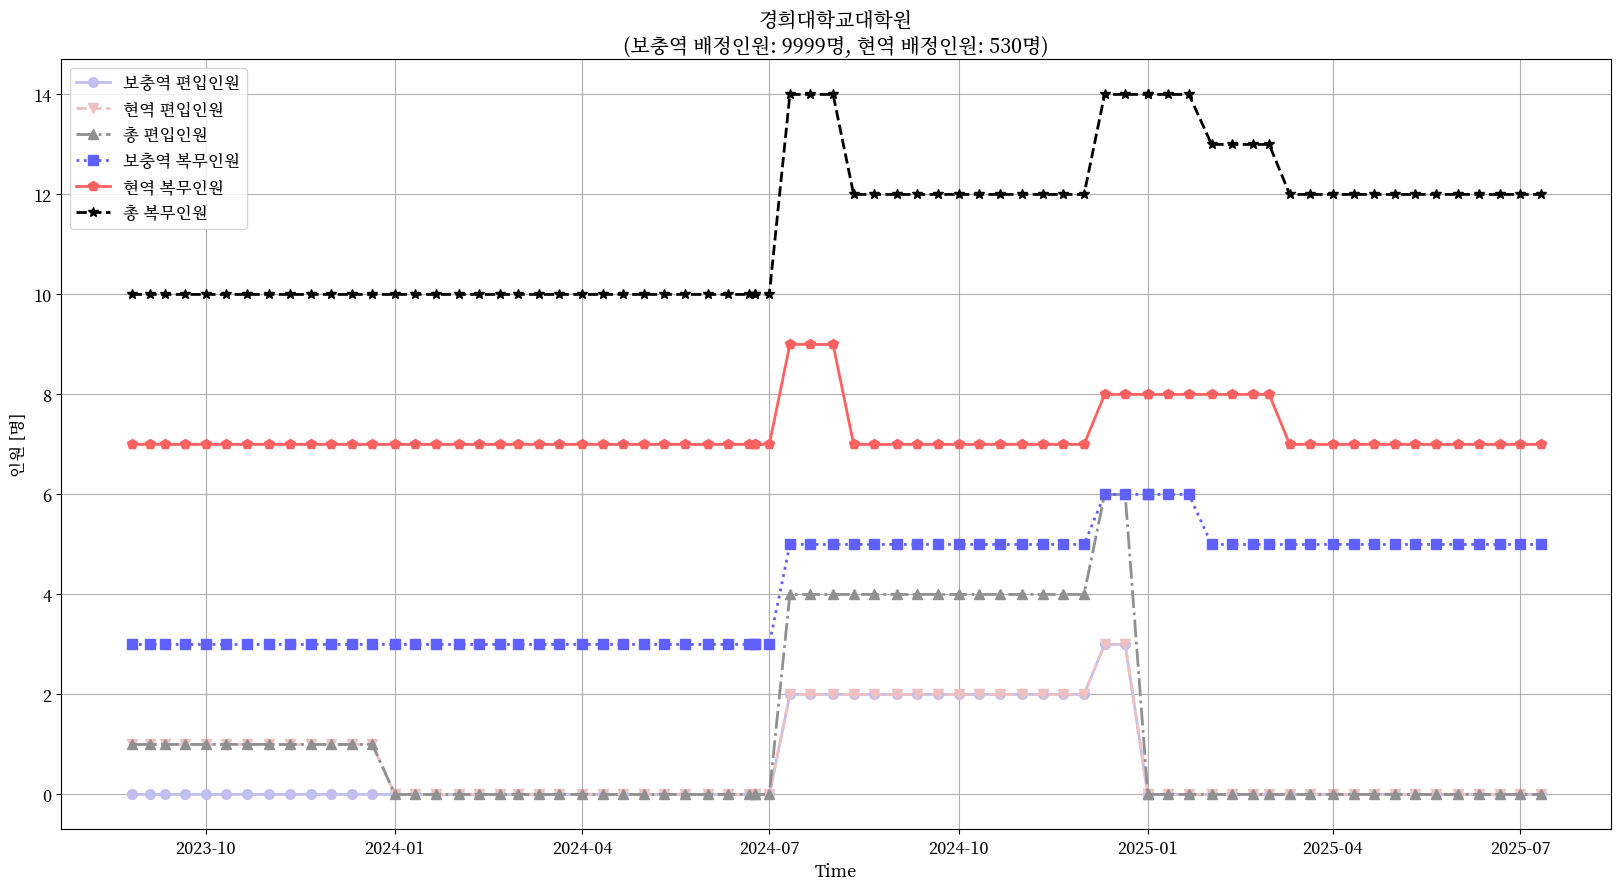 경희대학교대학원
(보충역 배정인원: 9999명, 현역 배정인원: 530명)
보충역 편입인원
현역 편입인원
총 편입인원
보충역 복무인원
현역 복무인원
총 복무인원
인원 [명]
14
12
10
8
6
4
2
0
2023-10
2024-01
2024-04
2024-07
2024-10
2025-01
2025-04
2025-07
Time